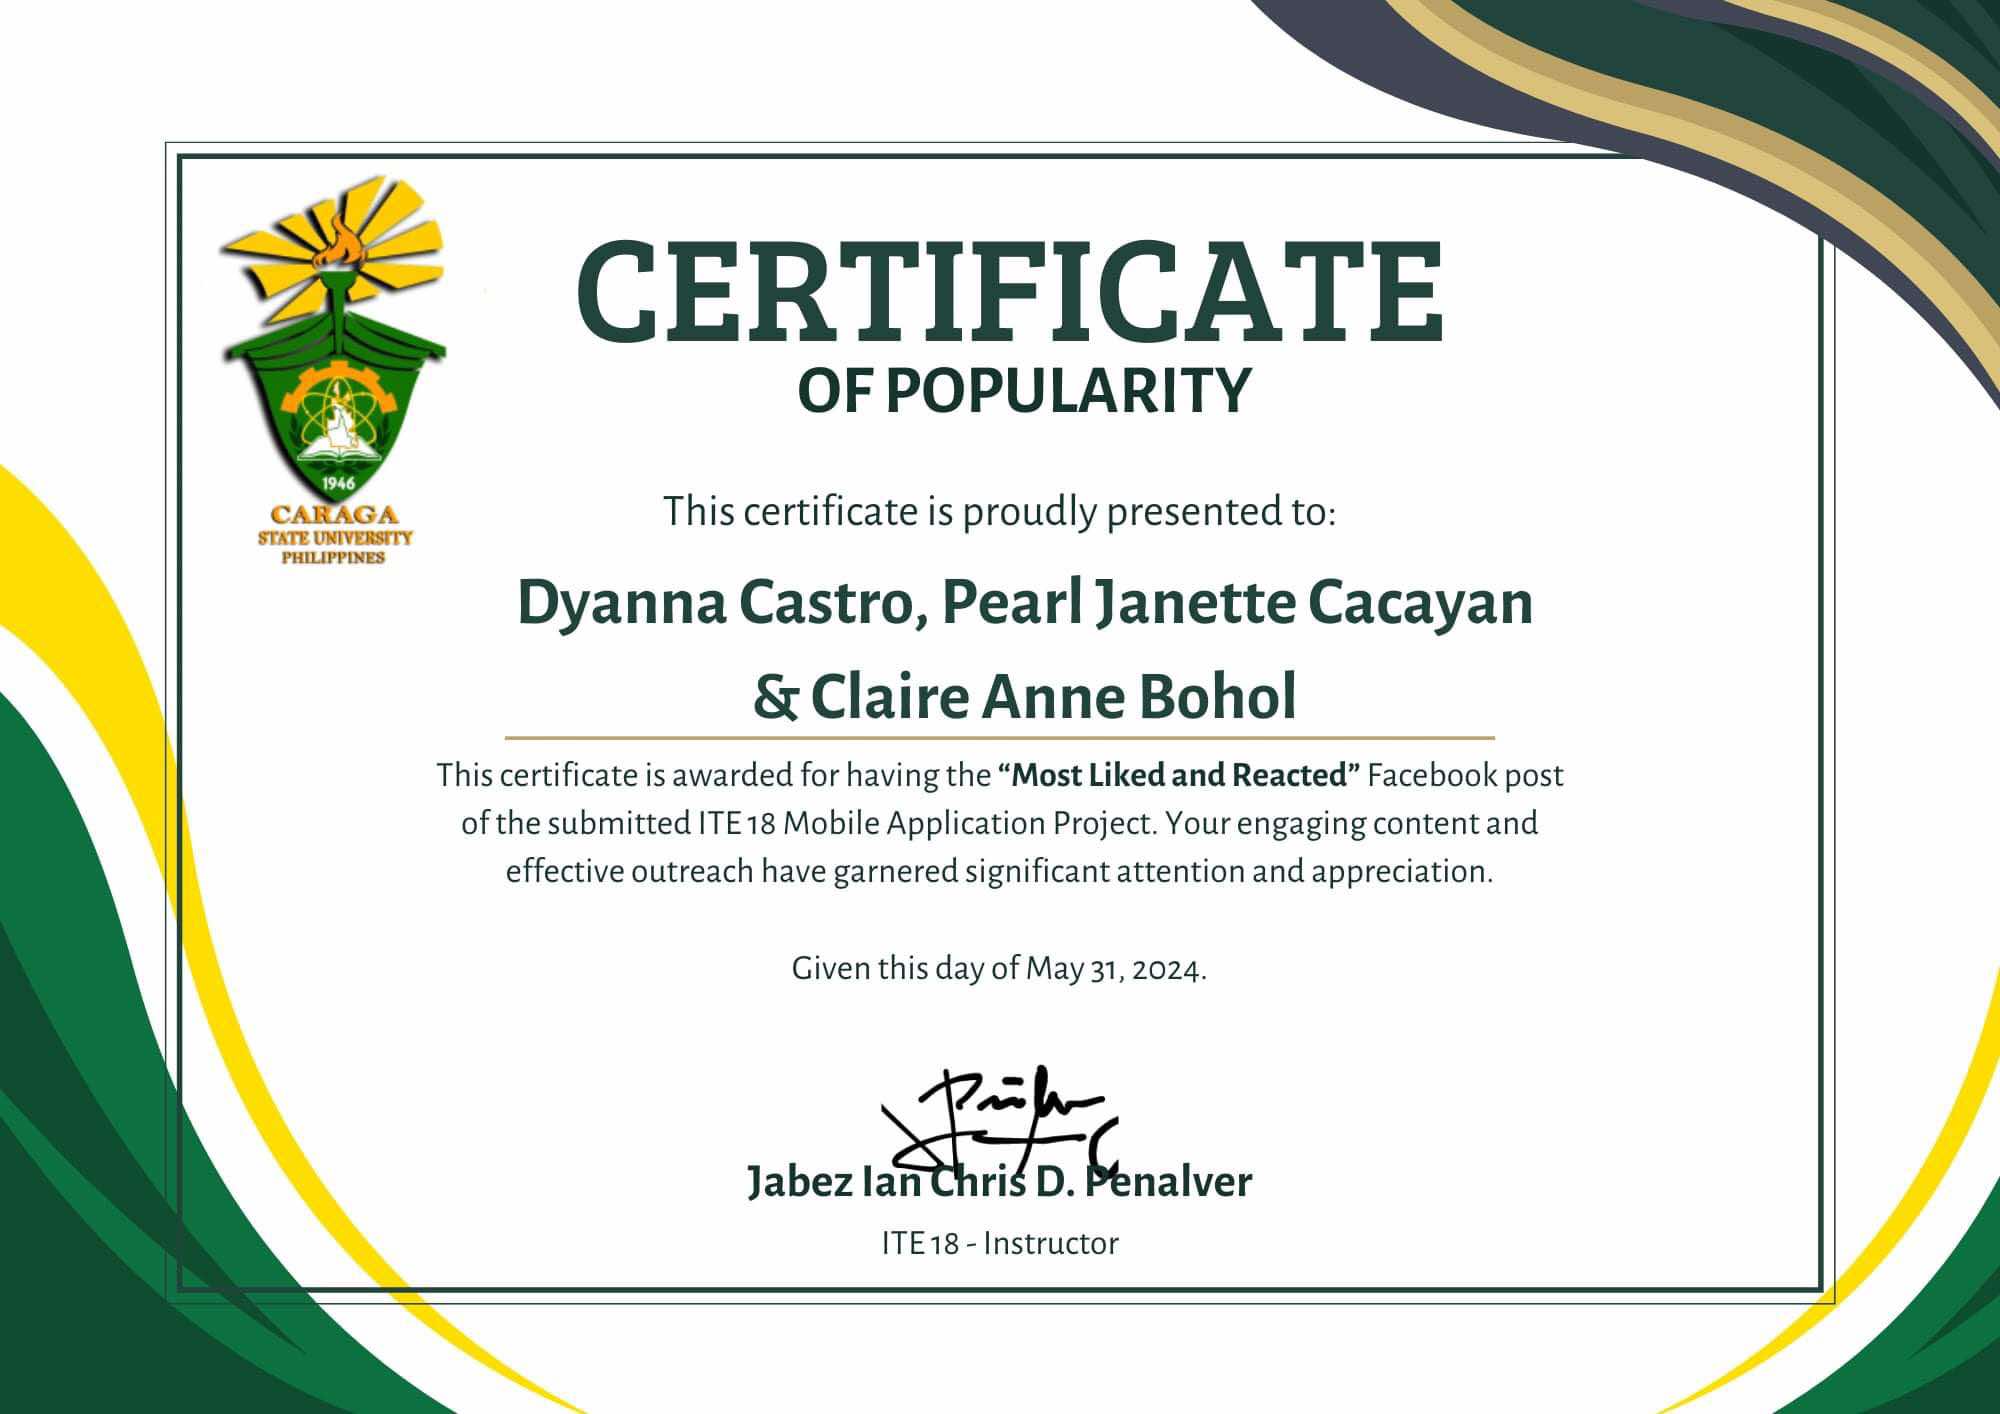 CERTIFICATE
OF POPULARITY
1946
CARAGA
STATE UNIVERSITY
PHILIPPINES
This certificate is proudly presented to:
Dyanna Castro, Pearl Janette Cacayan
& Claire Anne Bohol
This certificate is awarded for having the “Most Liked and Reacted” Facebook post
of the submitted ITE 18 Mobile Application Project. Your engaging content and
effective outreach have garnered significant attention and appreciation.
Given this day of May 31, 2024.
Jabez Ian Chris D. Penalver
ITE 18 - Instructor